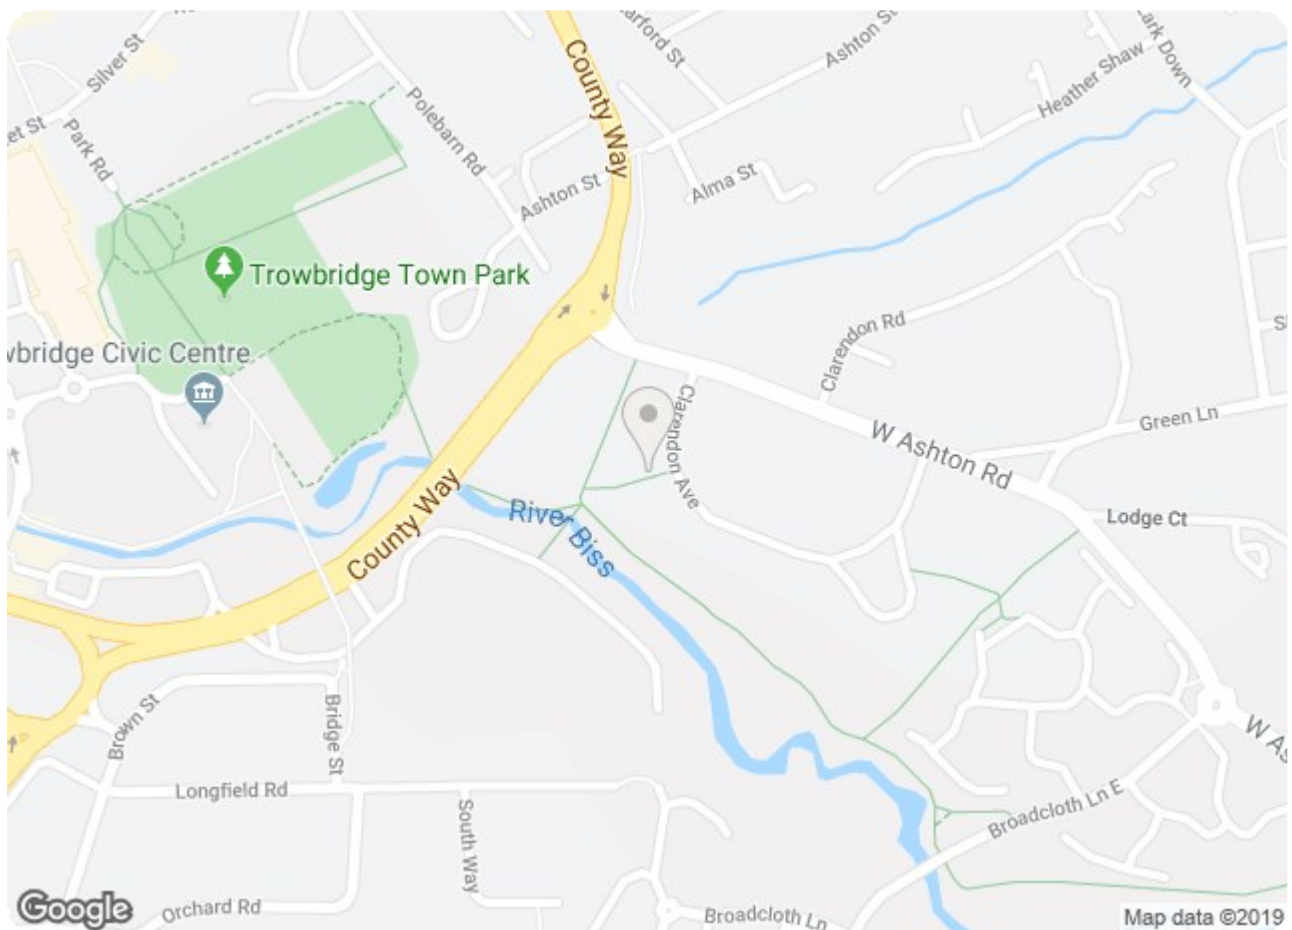 Silver St
Park Rd
Polebarn Rd
County Way
Ashton St
Heather Shaw
Ashton St
Alma St
Trowbridge Town Park
Clarendon Rd
Civic Centre
Clarendon Ave
W Ashton Rd
Green Ln
County Way
River Biss
Lodge Ct
Brown St
Bridge St
Longfield Rd
South Way
Broadcloth Ln E
Orchard Rd
Broadcloth Ln
Google
Map data ©2019